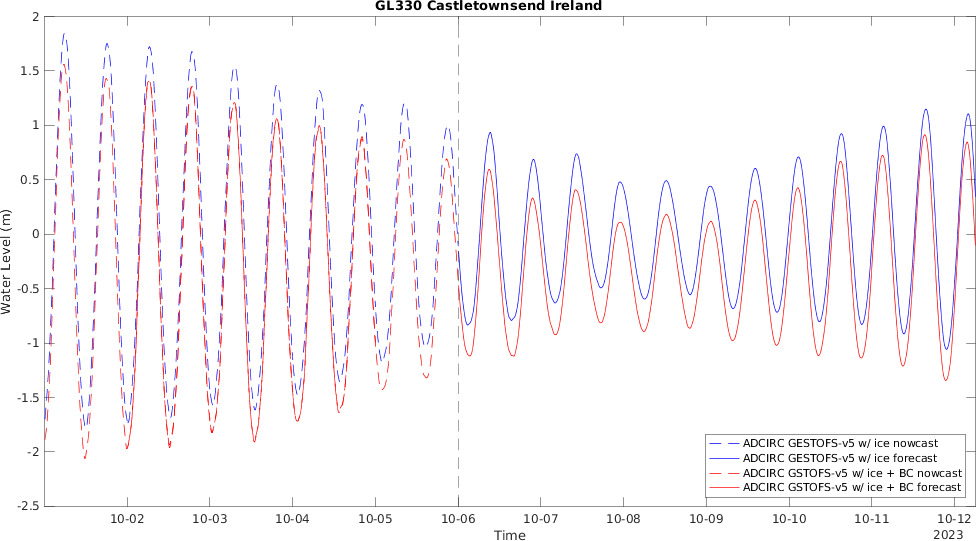 GL330 Castletownsend Ireland
2
1.5
1
0.5
0
-0.5
-1
-1.5
-2
-2.5
Water Level (m)
ADCIRC GESTOFS-v5 w/ ice nowcast
ADCIRC GESTOFS-v5 w/ ice forecast
ADCIRC GSTOFS-v5 w/ ice + BC nowcast
ADCIRC GSTOFS-v5 w/ ice + BC forecast
10-02 10-03 10-04 10-05 10-06 10-07 10-08 10-09 10-10 10-11 10-12
Time
2023